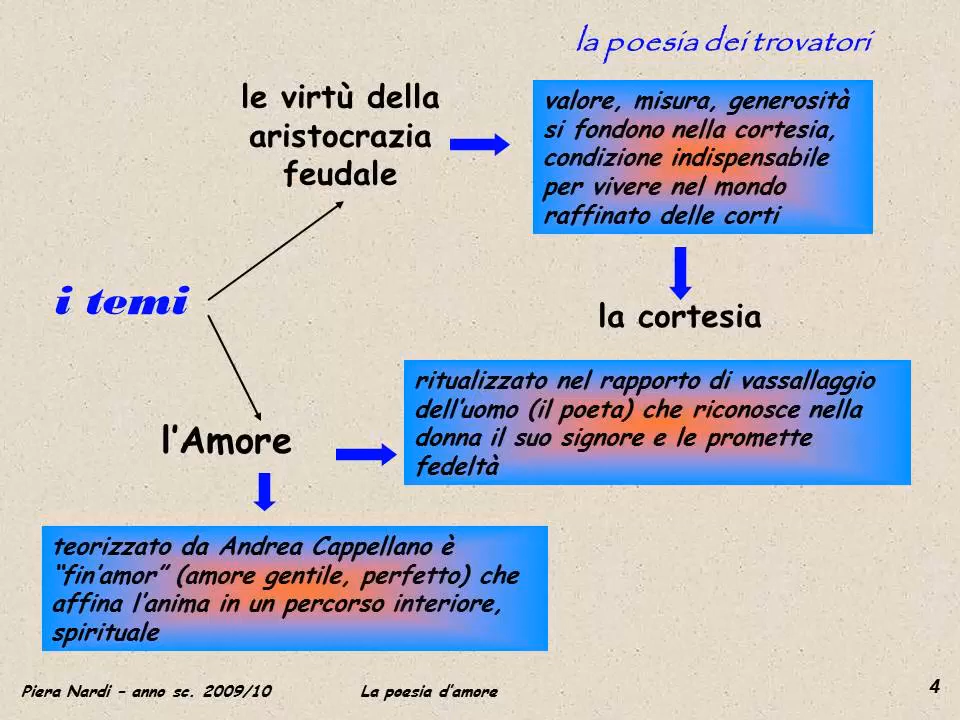 la poesia dei trovatori
le virtù della
aristocrazia
feudale
valore, misura, generosità
si fondono nella cortesia,
condizione indispensabile
per vivere nel mondo
raffinato delle corti
i temi
la cortesia
l’Amore
ritualizzato nel rapporto di vassallaggio
dell’uomo (il poeta) che riconosce nella
donna il suo signore e le promette
fedeltà
teorizzato da Andrea Cappellano è
“fin’amor” (amore gentile, perfetto) che
affina l’anima in un percorso interiore,
spirituale
Piera Nardi – anno sc. 2009/10
La poesia d’amore
4